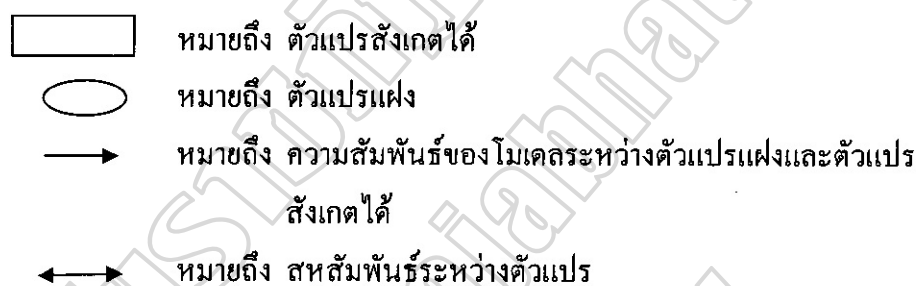 หมายถึง ตัวแปรสังเกตได้
หมายถึง ตัวแปรแฝง
หมายถึง ความสัมพันธ์ของโมเดลระหว่างตัวแปรแฝงและตัวแปร
สังเกตได้
หมายถึง สหสัมพันธ์ระหว่างตัวแปร